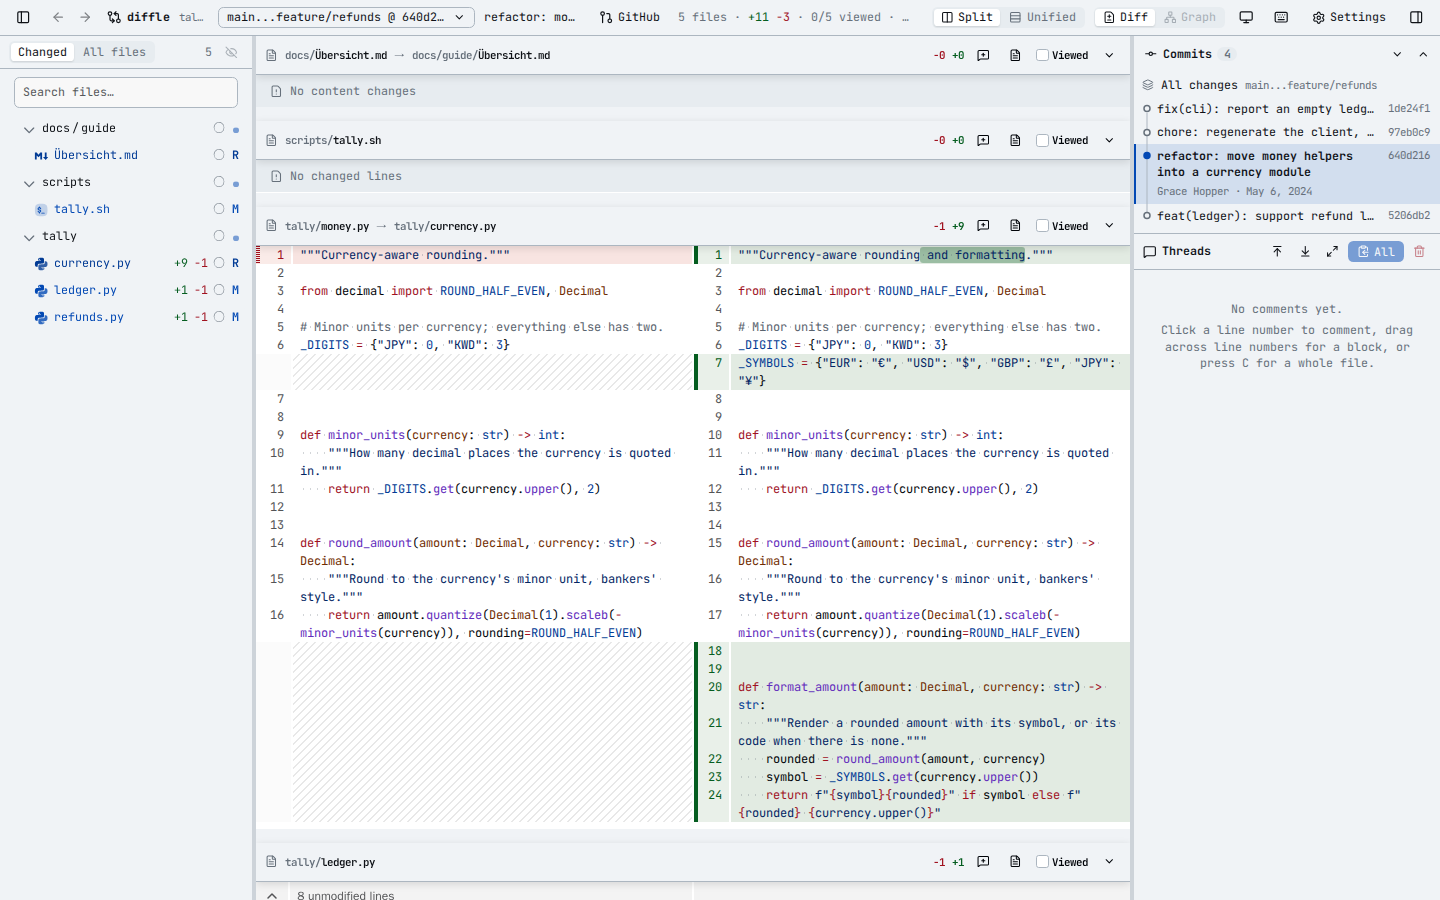 diffle tal…
main...feature/refunds @ 640d2…
refactor: mo…
GitHub
5 files · +11 -3 · 0/5 viewed · …
Split
Unified
Diff
Graph
Settings
Changed
All files
5
Search files…
docs/guide
Übersicht.md R
scripts
tally.sh M
tally
currency.py +9 -1 R
ledger.py +1 -1 M
refunds.py +1 -1 M
docs/Übersicht.md → docs/guide/Übersicht.md -0 +0 Viewed
No content changes
scripts/tally.sh -0 +0 Viewed
No changed lines
tally/money.py → tally/currency.py -1 +9 Viewed
1 """Currency-aware rounding."""
2
3 from decimal import ROUND_HALF_EVEN, Decimal
4
5 # Minor units per currency; everything else has two.
6 _DIGITS = {"JPY": 0, "KWD": 3}
7
8
9 def minor_units(currency: str) -> int:
10 """How many decimal places the currency is quoted
in."""
11 return _DIGITS.get(currency.upper(), 2)
12
13
14 def round_amount(amount: Decimal, currency: str) ->
Decimal:
15 """Round to the currency's minor unit, bankers'
style."""
16 return amount.quantize(Decimal(1).scaleb(-
minor_units(currency)), rounding=ROUND_HALF_EVEN)
1 """Currency-aware rounding and formatting."""
2
3 from decimal import ROUND_HALF_EVEN, Decimal
4
5 # Minor units per currency; everything else has two.
6 _DIGITS = {"JPY": 0, "KWD": 3}
7 _SYMBOLS = {"EUR": "€", "USD": "$", "GBP": "£", "JPY":
"¥"}
8
9
10 def minor_units(currency: str) -> int:
11 """How many decimal places the currency is quoted
in."""
12 return _DIGITS.get(currency.upper(), 2)
13
14
15 def round_amount(amount: Decimal, currency: str) ->
Decimal:
16 """Round to the currency's minor unit, bankers'
style."""
17 return amount.quantize(Decimal(1).scaleb(-
minor_units(currency)), rounding=ROUND_HALF_EVEN)
18
19
20 def format_amount(amount: Decimal, currency: str) ->
str:
21 """Render a rounded amount with its symbol, or its
code when there is none."""
22 rounded = round_amount(amount, currency)
23 symbol = _SYMBOLS.get(currency.upper())
24 return f"{symbol}{rounded}" if symbol else f"
{rounded} {currency.upper()}"
tally/ledger.py -1 +1 Viewed
8 unmodified lines
Commits 4
All changes main...feature/refunds
fix(cli): report an empty ledg… 1de24f1
chore: regenerate the client, … 97eb0c9
refactor: move money helpers 640d216
into a currency module
Grace Hopper · May 6, 2024
feat(ledger): support refund l… 5206db2
Threads
All
No comments yet.
Click a line number to comment, drag
across line numbers for a block, or
press C for a whole file.